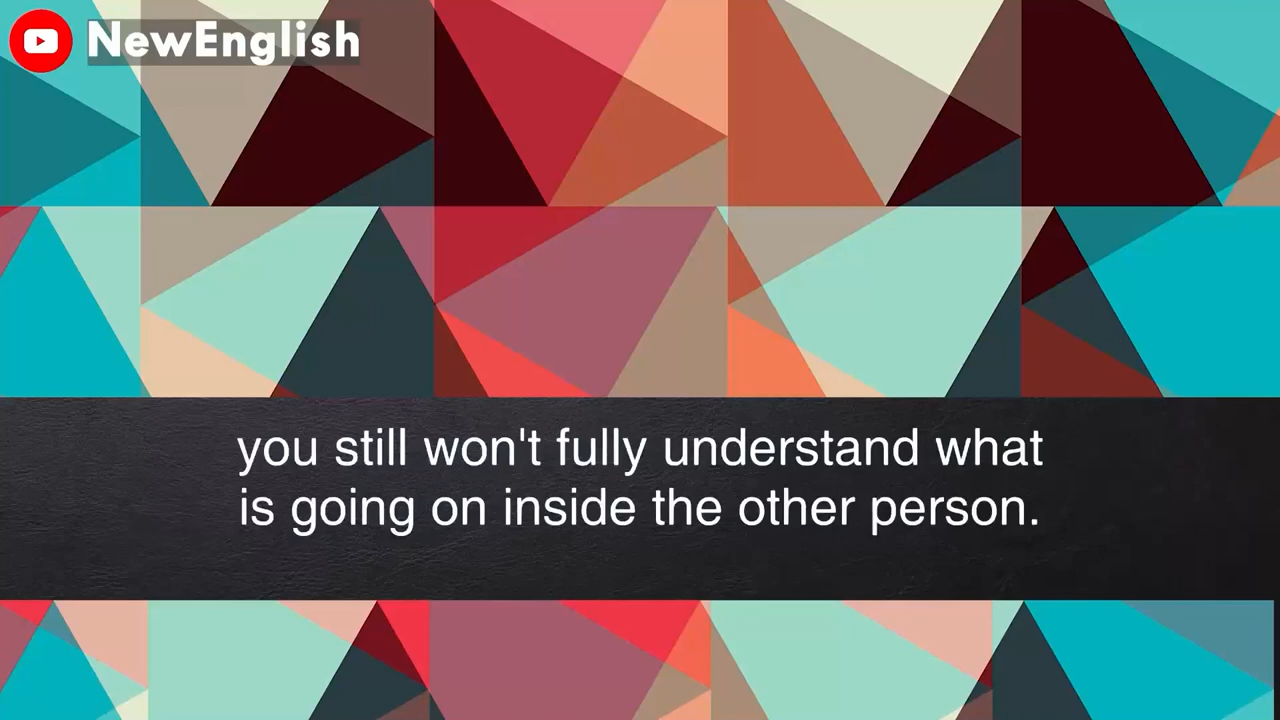 NewEnglish
you still won't fully understand what
is going on inside the other person.